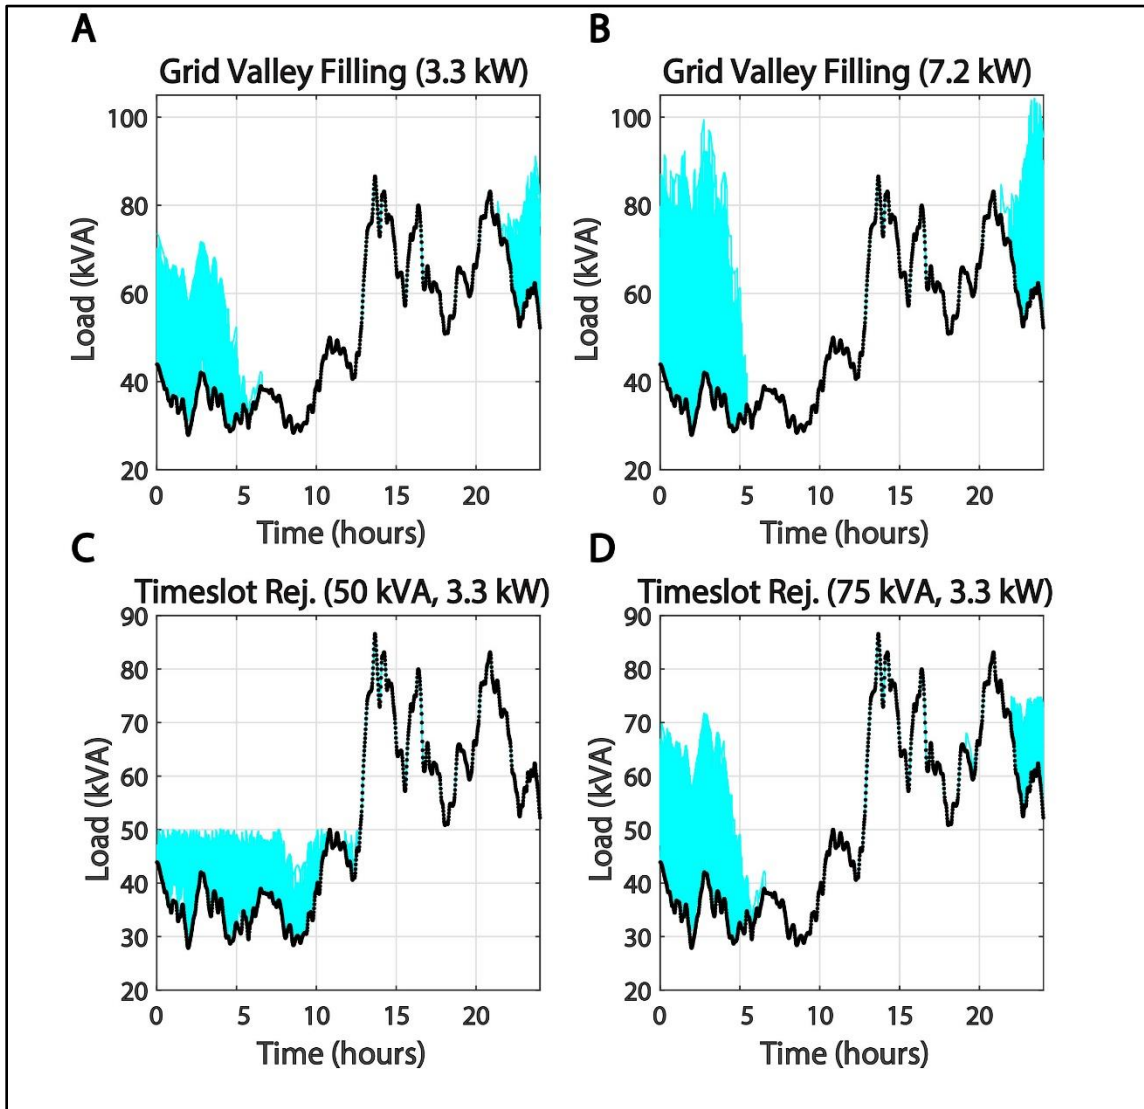 A
Grid Valley Filling (3.3 kW)
Load (kVA)
100
80
60
40
20
0
5
10
15
20
Time (hours)
B
Grid Valley Filling (7.2 kW)
Load (kVA)
100
80
60
40
20
0
5
10
15
20
Time (hours)
C
Timeslot Rej. (50 kVA, 3.3 kW)
Load (kVA)
90
80
70
60
50
40
30
20
0
5
10
15
20
Time (hours)
D
Timeslot Rej. (75 kVA, 3.3 kW)
Load (kVA)
90
80
70
60
50
40
30
20
0
5
10
15
20
Time (hours)